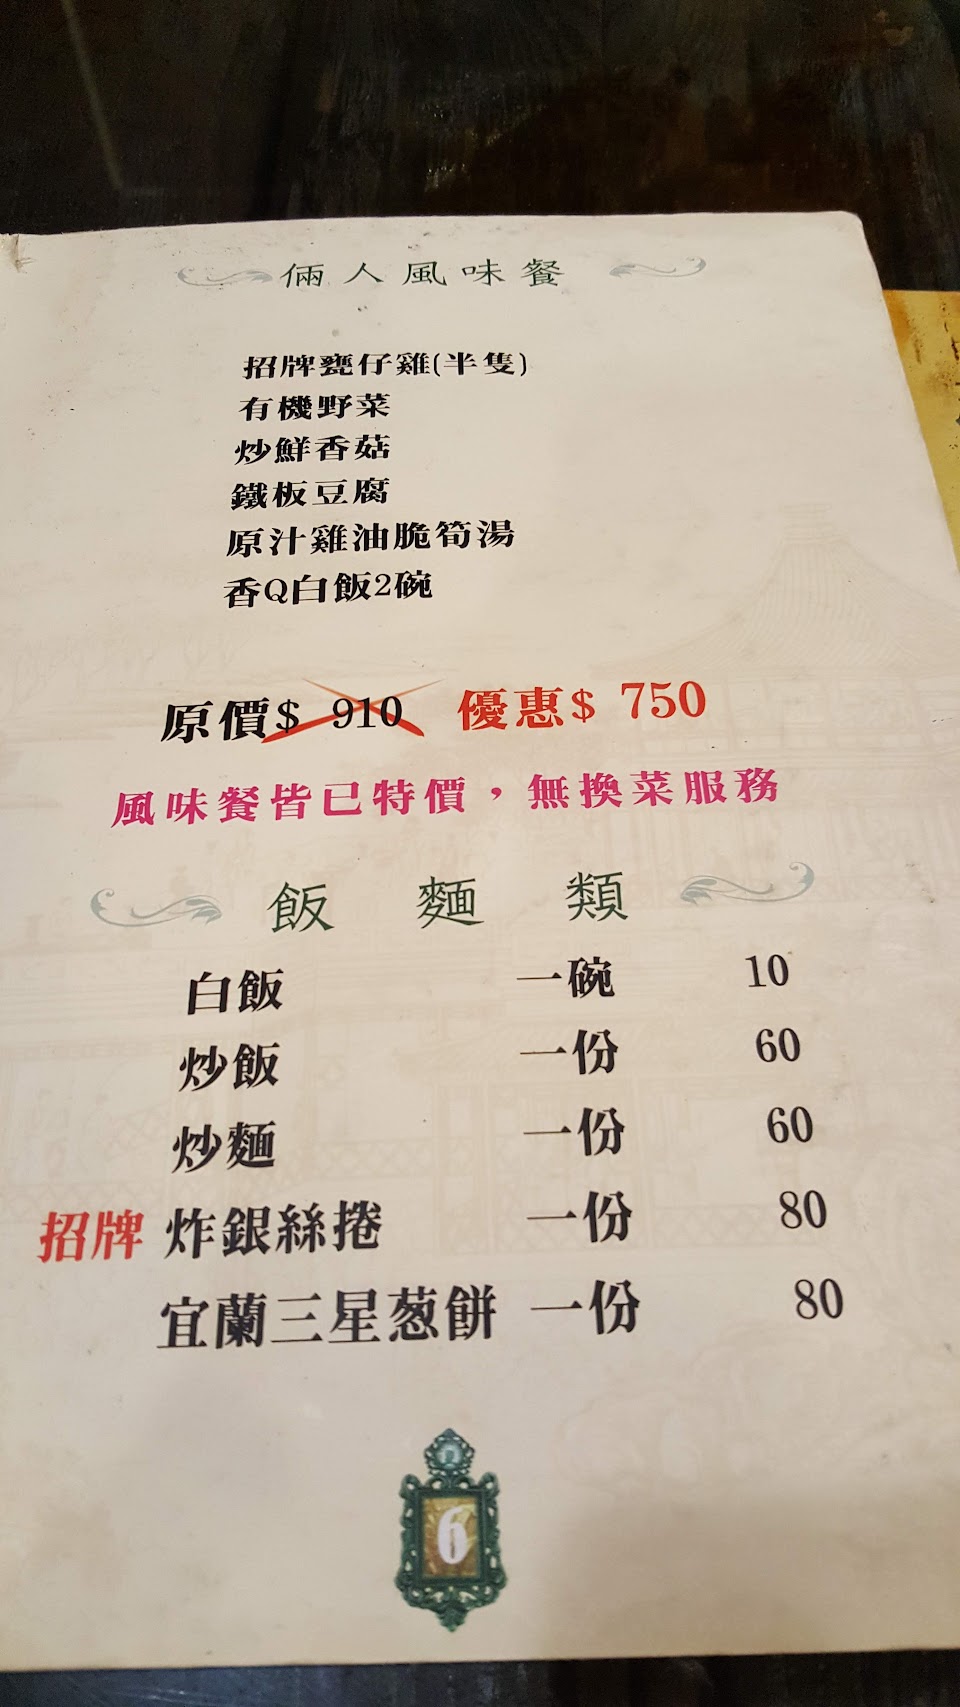 倆人風味餐
招牌甕仔雞(半隻)
有機野菜
炒鮮香菇
鐵板豆腐
原汁雞油脆筍湯
香Q白飯2碗
原價$ 910 優惠$ 750
風味餐皆已特價，無換菜服務
飯 麵 類
白飯 一碗 10
炒飯 一份 60
炒麵 一份 60
招牌 炸銀絲捲 一份 80
宜蘭三星葱餅 一份 80
6